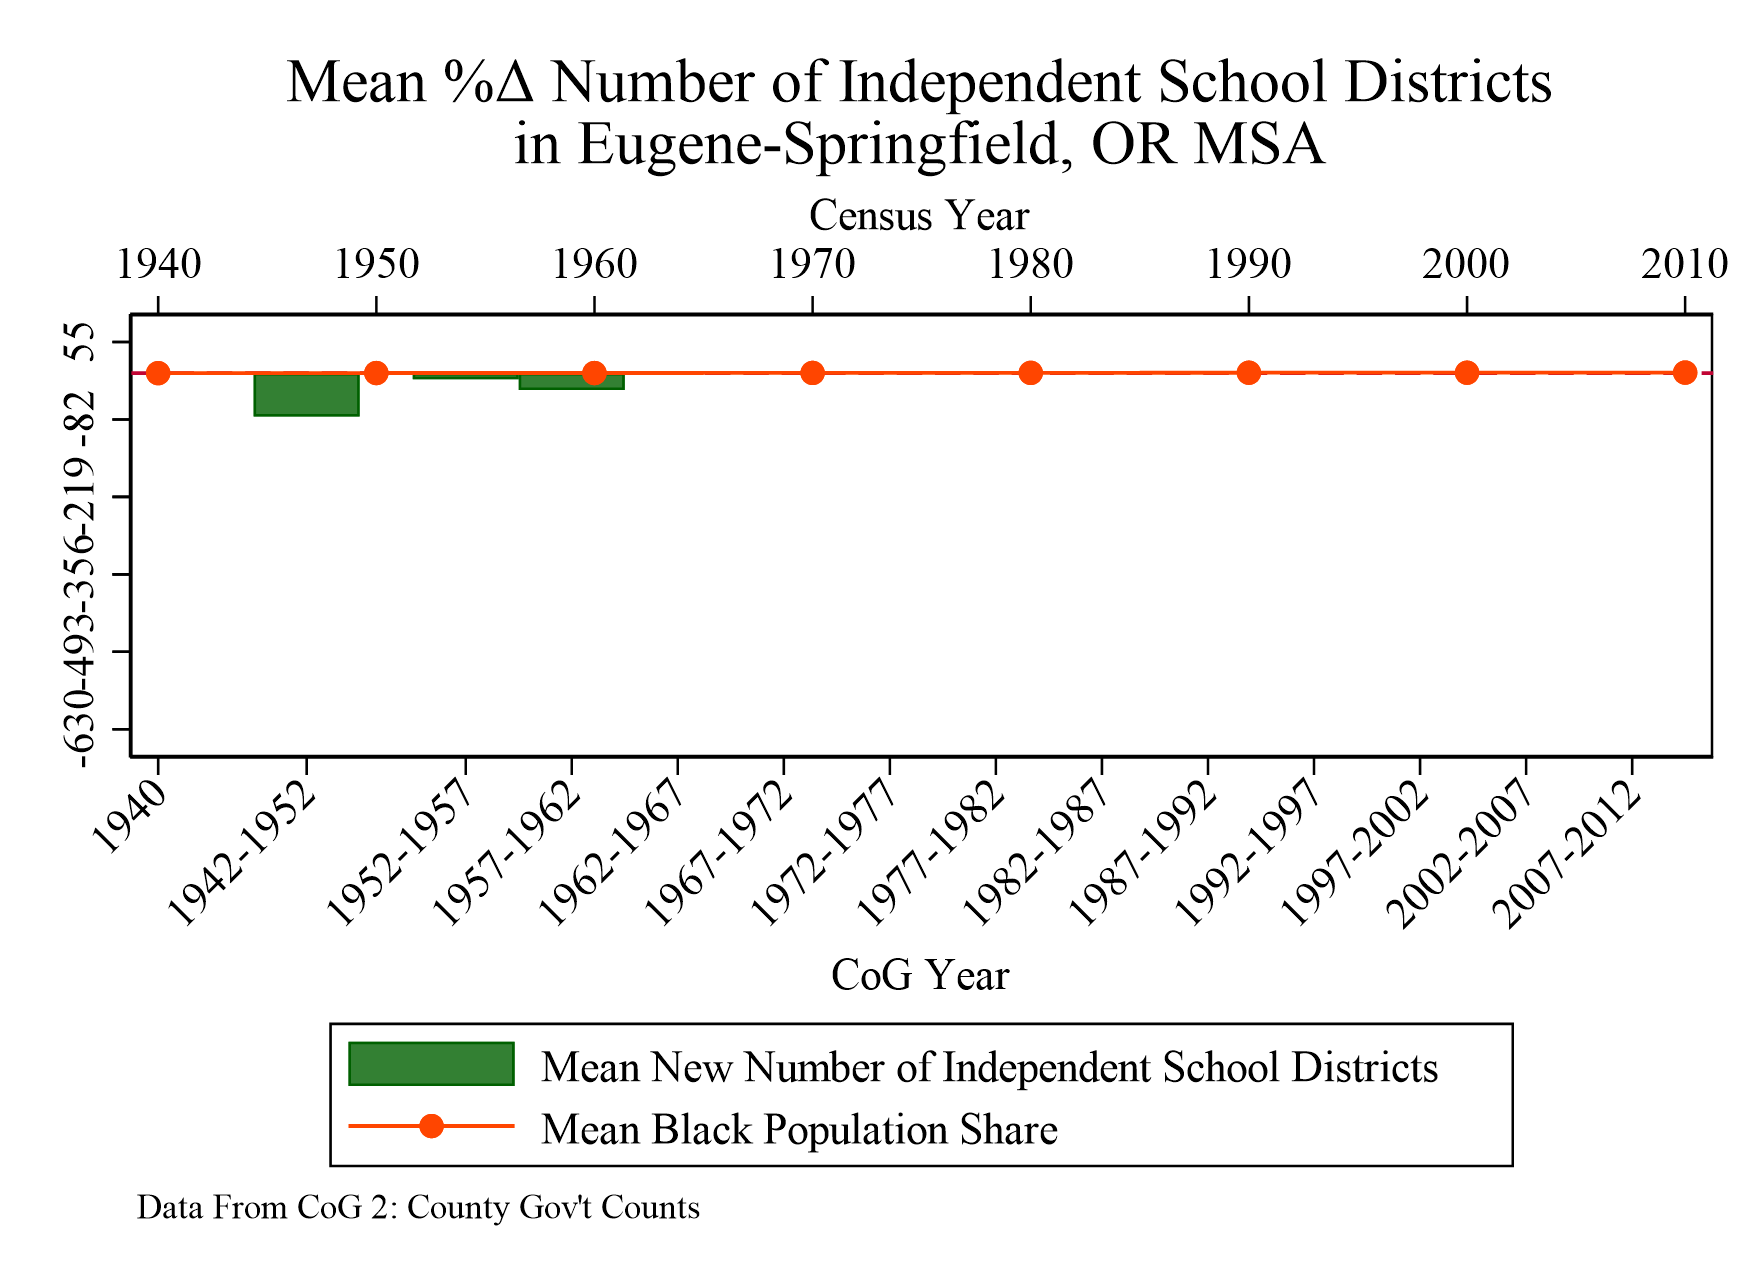 Mean %Δ Number of Independent School Districts
in Eugene-Springfield, OR MSA
Census Year
1940 1950 1960 1970 1980 1990 2000 2010
55
-82
-219
-356
-493
-630
1940 1942-1952 1952-1957 1957-1962 1962-1967 1967-1972 1972-1977 1977-1982 1982-1987 1987-1992 1992-1997 1997-2002 2002-2007 2007-2012
CoG Year
Mean New Number of Independent School Districts
Mean Black Population Share
Data From CoG 2: County Gov't Counts